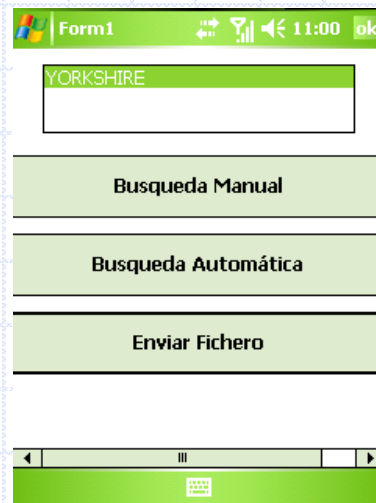 Form1 11:00 ok
YORKSHIRE
Busqueda Manual
Busqueda Automática
Enviar Fichero